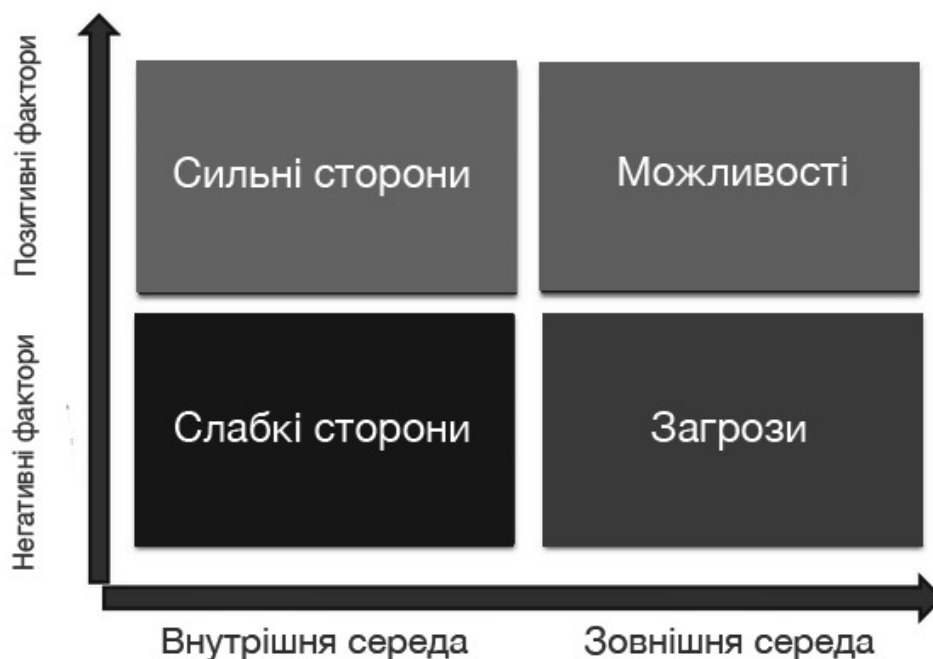 Позитивні фактори
Сильні сторони
Можливості
Негативні фактори
Слабкі сторони
Загрози
Внутрішня середа
Зовнішня середа